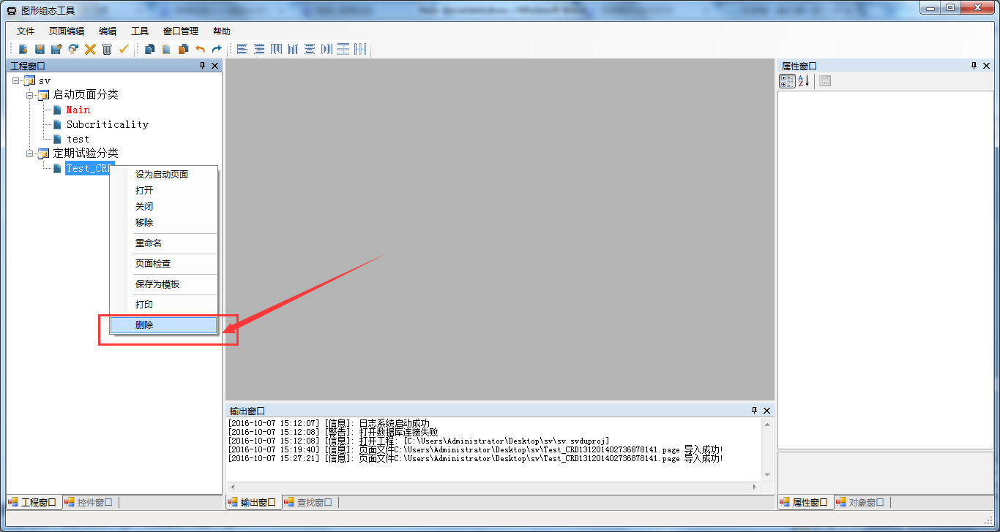 图形组态工具
文件 页面编辑 编辑 工具 窗口管理 帮助
工程窗口
sv
启动页面分类
Main
Subcriticality
test
定期试验分类
Test_CRD
设为启动页面
打开
关闭
移除
重命名
页面检查
保存为模板
打印
删除
工程窗口 控件窗口
输出窗口
[2016-10-07 15:12:07] [信息]: 日志系统启动成功
[2016-10-07 15:12:08] [警告]: 打开数据库连接失败
[2016-10-07 15:12:08] [信息]: 打开工程: [C:\Users\Administrator\Desktop\sv\sv.svduproj]
[2016-10-07 15:19:40] [信息]: 页面文件C:\Users\Administrator\Desktop\sv\Test_CRD131201402736878141.page 导入成功!
[2016-10-07 15:27:21] [信息]: 页面文件C:\Users\Administrator\Desktop\sv\Test_CRD131201402736878141.page 导入成功!
输出窗口 查找窗口
属性窗口
属性窗口 对象窗口